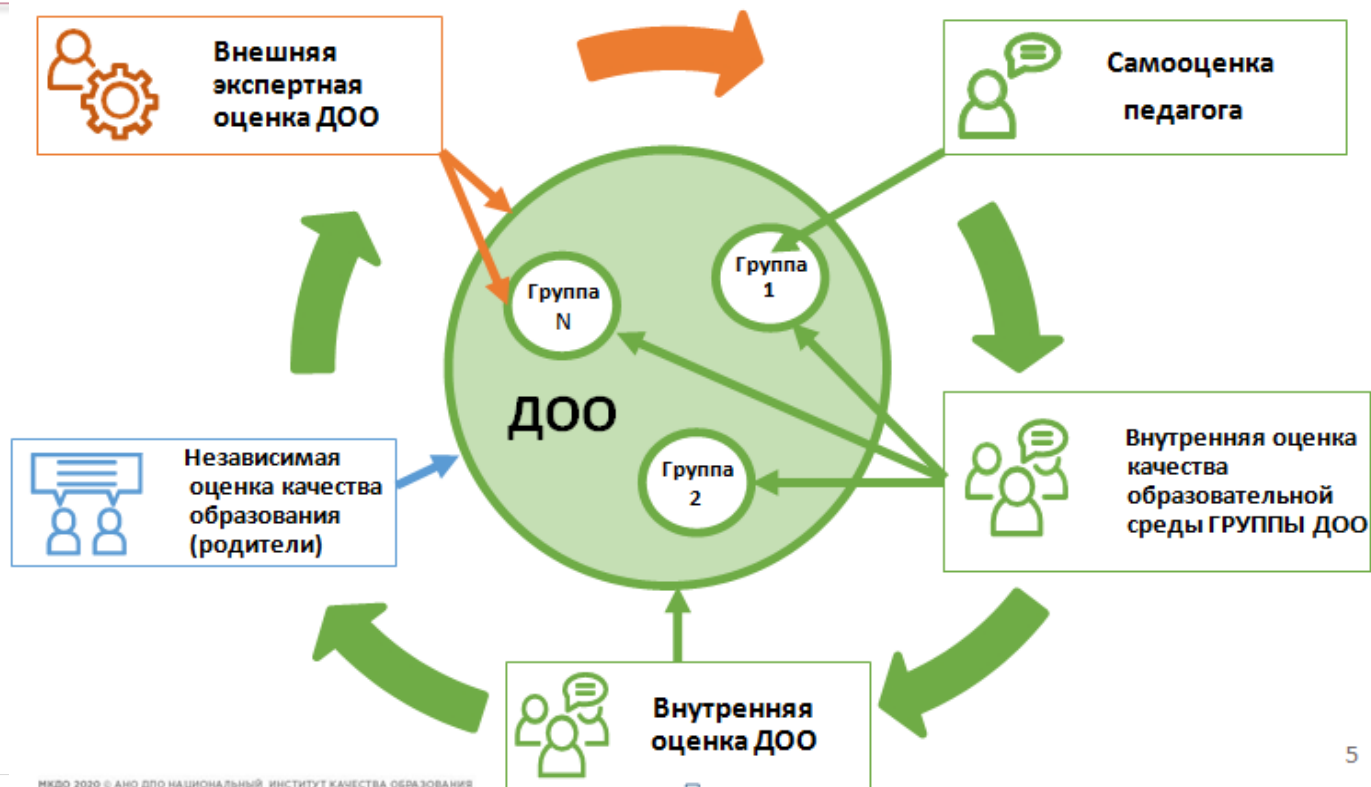 Внешняя
экспертная
оценка ДОО
Самооценка
педагога
Группа
1
Группа
N
ДОО
Группа
2
Внутренняя оценка
качества
образовательной
среды ГРУППЫ ДОО
Независимая
оценка качества
образования
(родители)
Внутренняя
оценка ДОО
5
МКДО 2020 © АНО ДПО НАЦИОНАЛЬНЫЙ ИНСТИТУТ КАЧЕСТВА ОБРАЗОВАНИЯ